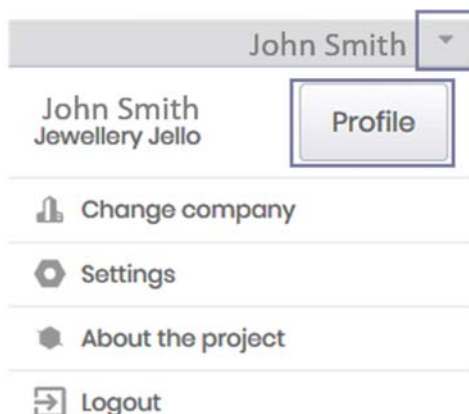 John Smith
John Smith
Jewellery Jello
Profile
Change company
Settings
About the project
Logout